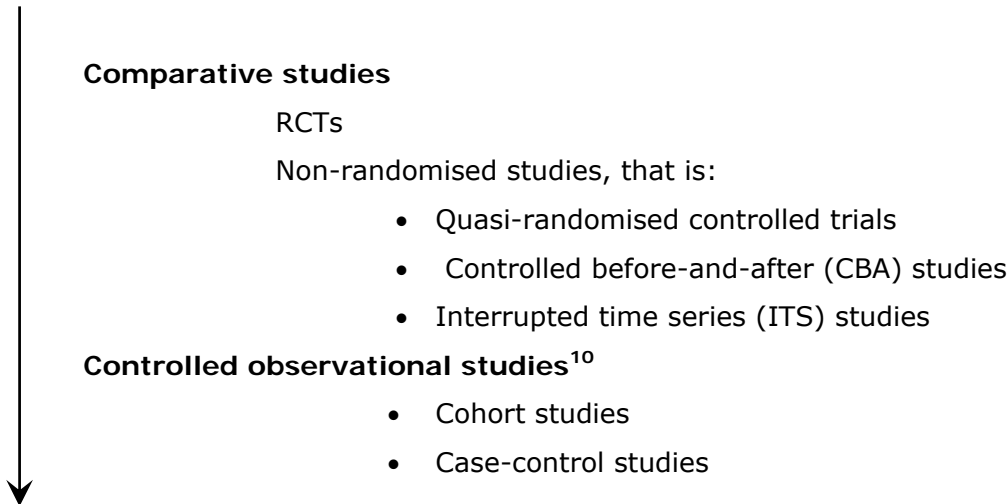 Comparative studies
RCTs
Non-randomised studies, that is:
• Quasi-randomised controlled trials
• Controlled before-and-after (CBA) studies
• Interrupted time series (ITS) studies
Controlled observational studies¹⁰
• Cohort studies
• Case-control studies